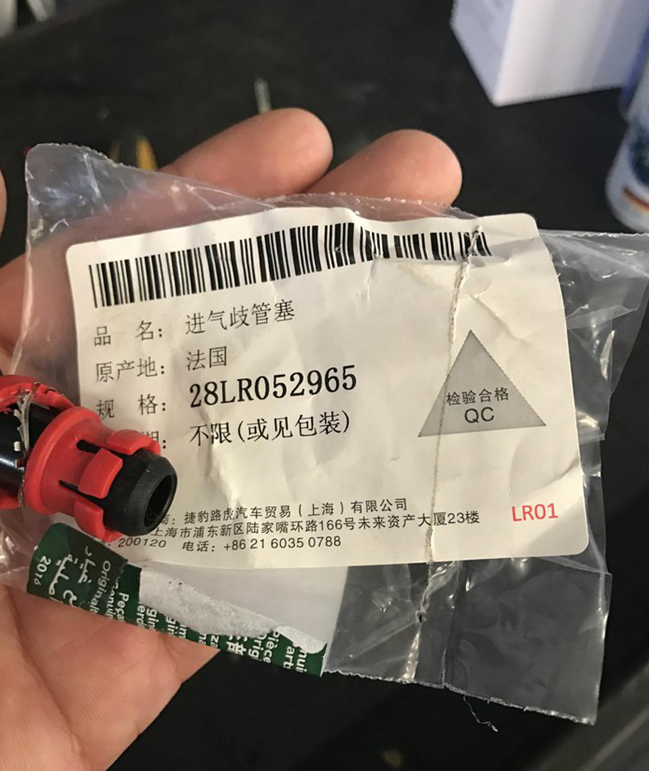 品 名: 进气歧管塞
原产地: 法国
规 格: 28LR052965
期: 不限(或见包装)
检验合格
QC
商: 捷豹路虎汽车贸易(上海)有限公司
上海市浦东新区陆家嘴环路166号未来资产大厦23楼
200120 电话: +86 21 6035 0788
LR01
2016